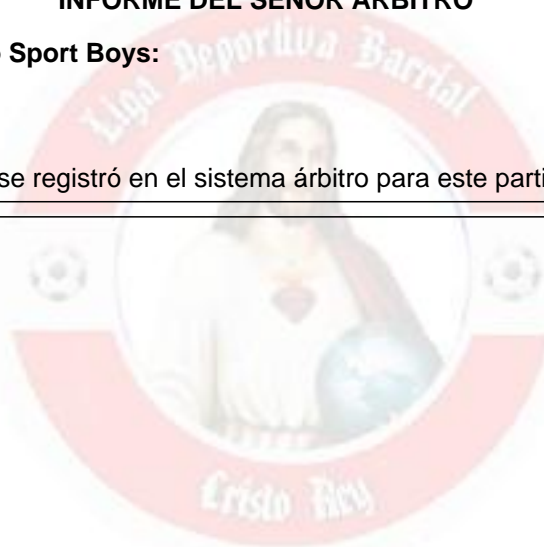 INFORME DEL SEÑOR ÁRBITRO
Sport Boys:
se registró en el sistema árbitro para este parti
Liga Deportiva Barrial
Cristo Rey